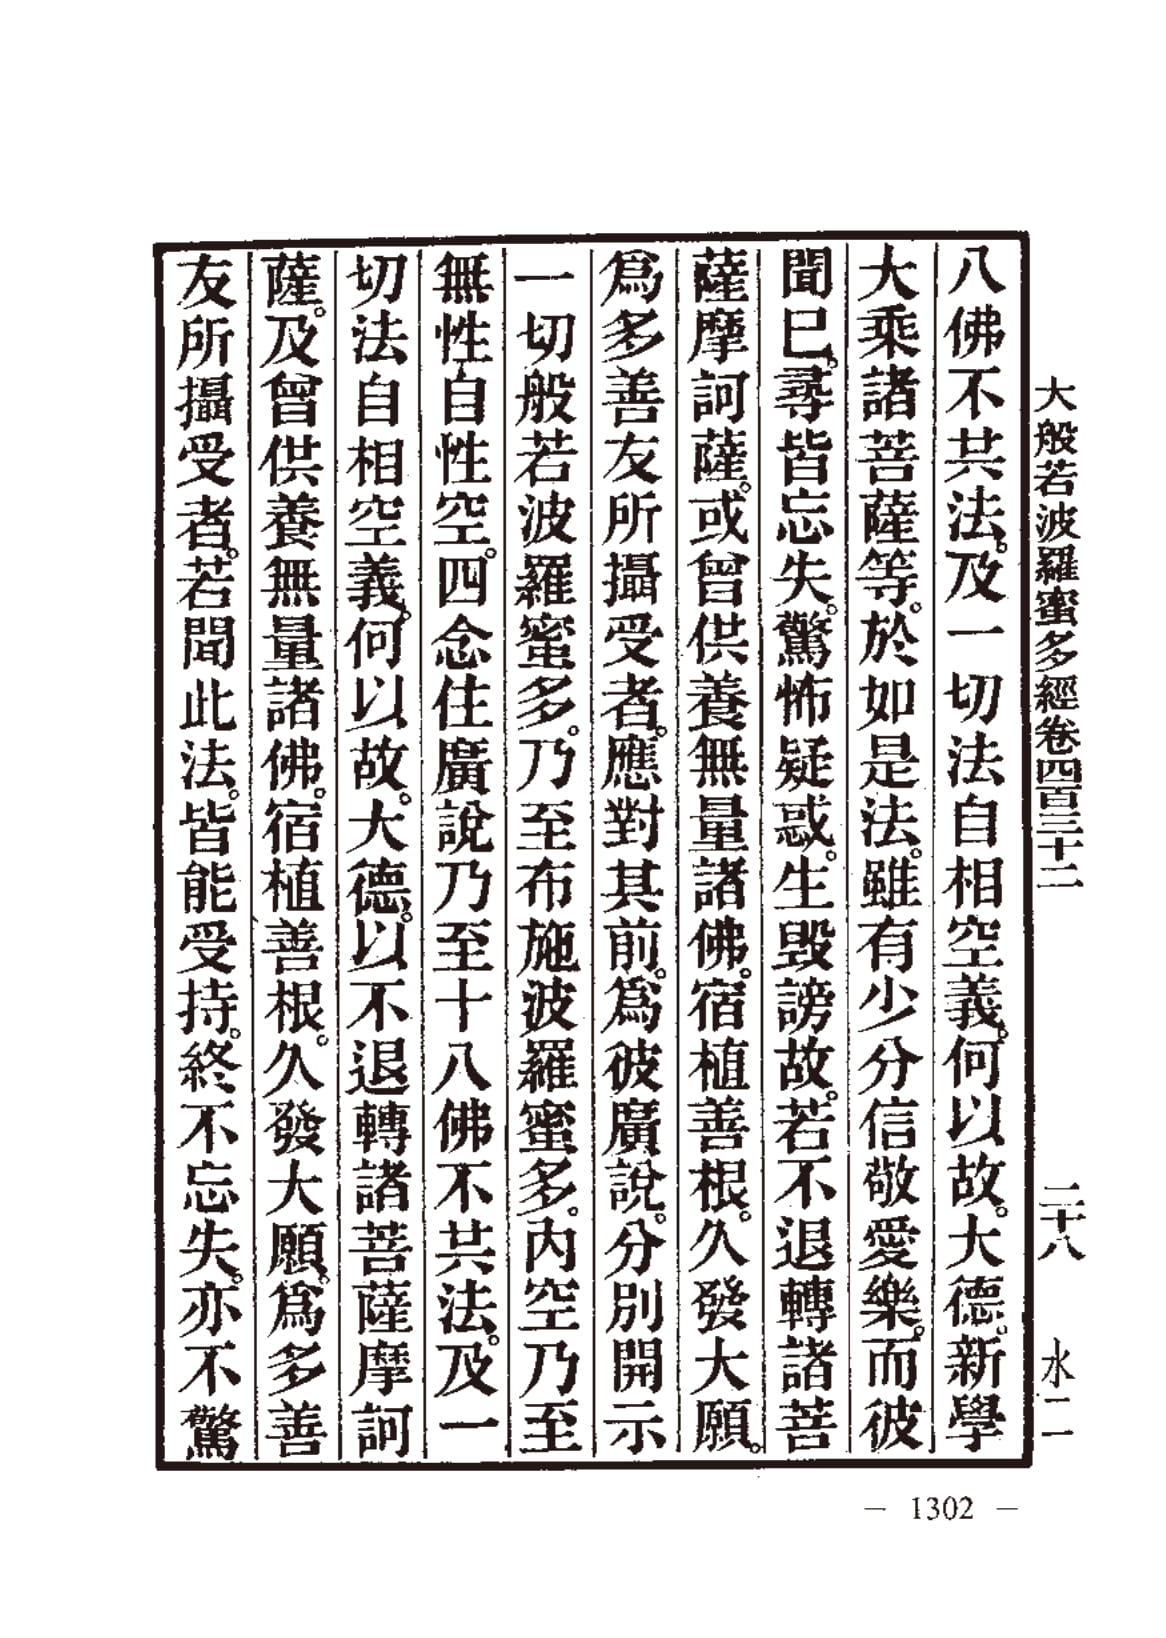 大般若波羅蜜多經卷四百三十二　二十八　水二一
八佛不共法。及一切法自相空義。何以故。大德。新學
大乘諸菩薩等。於如是法。雖有少分信敬愛樂。而彼
聞已。尋皆忘失。驚怖疑惑。生毀謗故。若不退轉諸菩
薩摩訶薩。或曾供養無量諸佛。宿植善根。久發大願。
爲多善友所攝受者。應對其前。爲彼廣說。分別開示
一切般若波羅蜜多。乃至布施波羅蜜多。內空乃至
無性自性空。四念住廣說乃至十八佛不共法。及一
切法自相空義。何以故。大德。以不退轉諸菩薩摩訶
薩。及曾供養無量諸佛。宿植善根。久發大願。爲多善
友所攝受者。若聞此法。皆能受持。終不忘失。亦不驚
— 1302 —